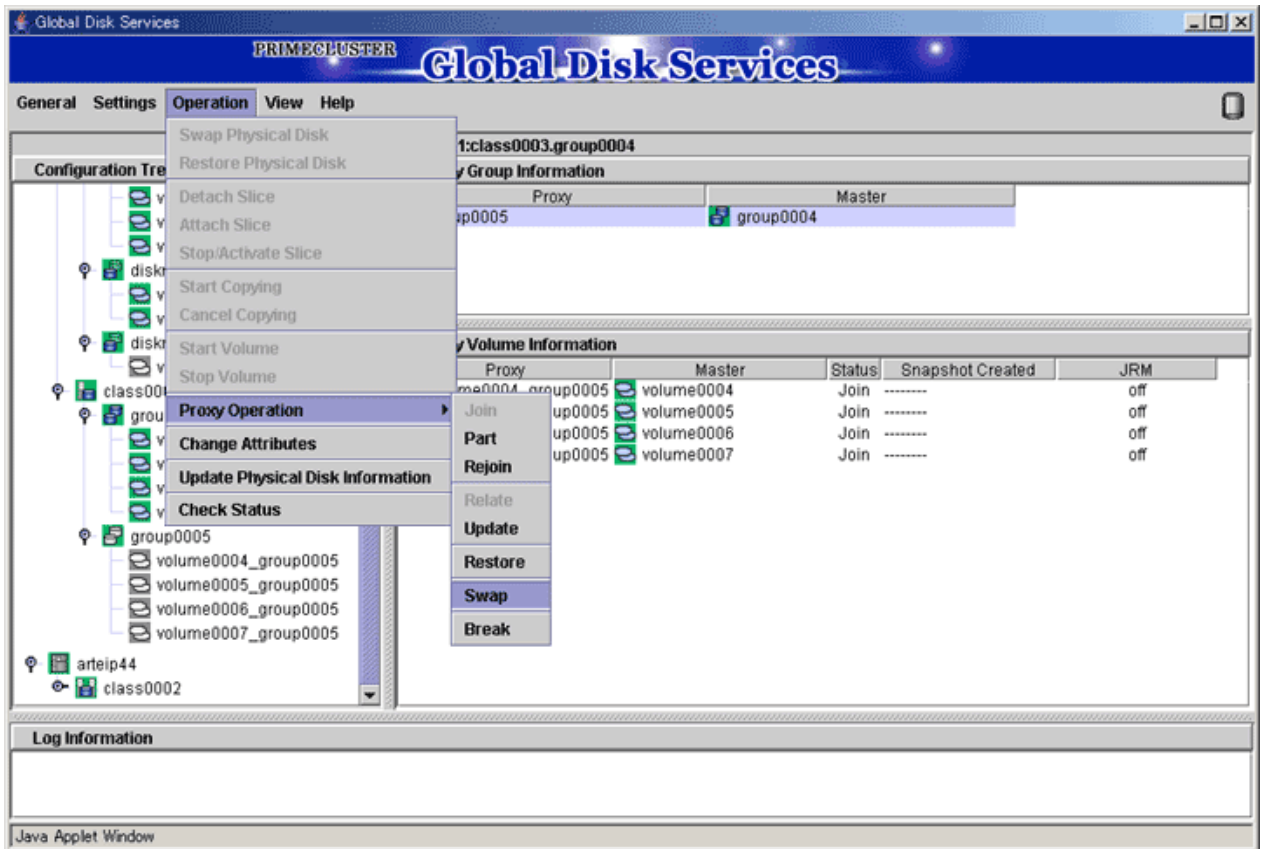 Global Disk Services
PRIMECLUSTER Global Disk Services
General Settings Operation View Help
1:class0003.group0004
Configuration Tre
Group Information
Proxy Master
group0004
Swap Physical Disk
Restore Physical Disk
Detach Slice
Attach Slice
Stop/Activate Slice
Start Copying
Cancel Copying
Start Volume
Stop Volume
Proxy Operation
Change Attributes
Update Physical Disk Information
Check Status
Join
Part
Rejoin
Relate
Update
Restore
Swap
Break
Volume Information
Proxy Master Status Snapshot Created JRM
group0005 volume0004 Join -------- off
up0005 volume0005 Join -------- off
up0005 volume0006 Join -------- off
up0005 volume0007 Join -------- off
group0005
volume0004_group0005
volume0005_group0005
volume0006_group0005
volume0007_group0005
arteip44
class0002
Log Information
Java Applet Window